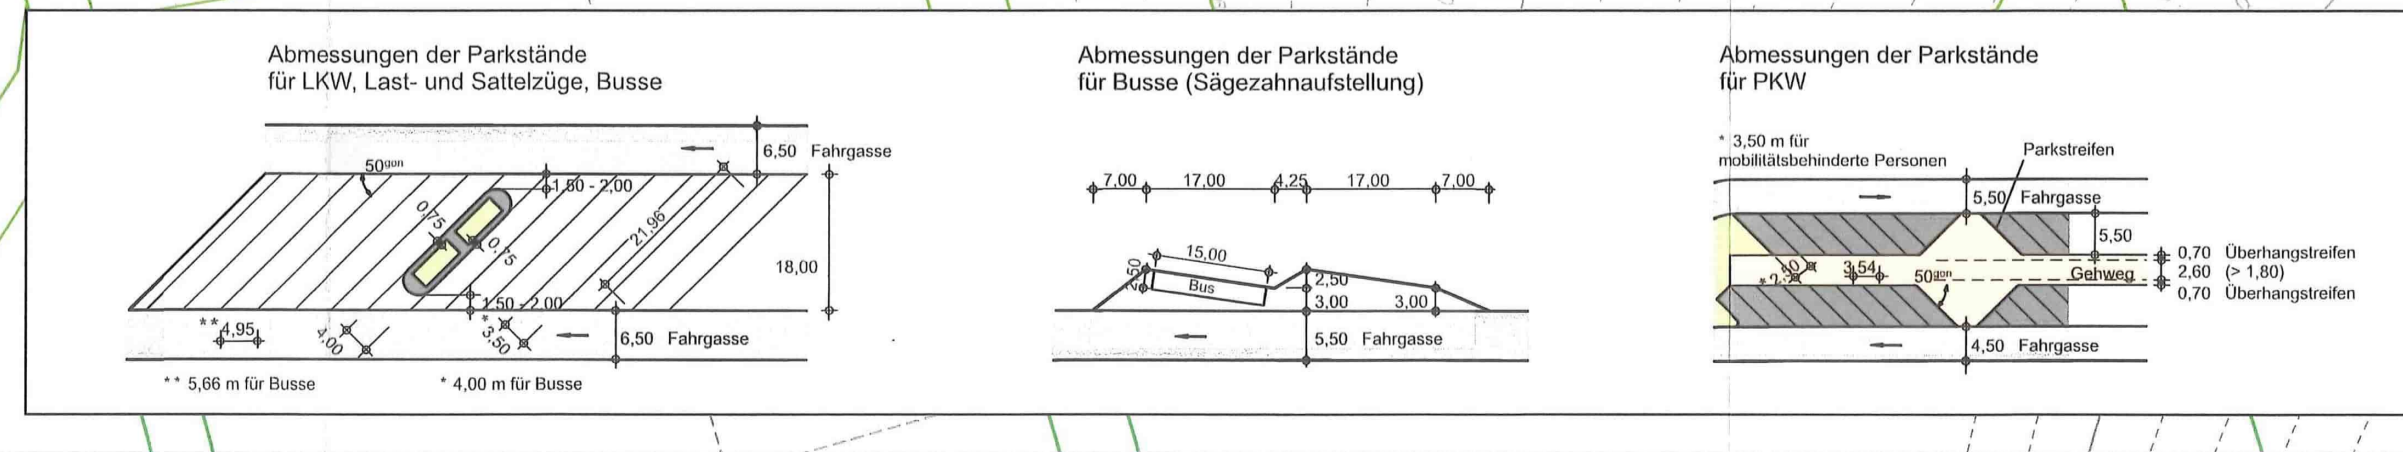 Abmessungen der Parkstände
für LKW, Last- und Sattelzüge, Busse
6,50 Fahrgasse
50gon
1,50 - 2,00
0,75
0,75
21,96
18,00
1,50 - 2,00
** 4,95
4,00
* 3,50
6,50 Fahrgasse
** 5,66 m für Busse
* 4,00 m für Busse
Abmessungen der Parkstände
für Busse (Sägezahnaufstellung)
7,00 17,00 4,25 17,00 7,00
2,50
15,00
Bus
2,50
3,00
3,00
5,50 Fahrgasse
Abmessungen der Parkstände
für PKW
* 3,50 m für
mobilitätsbehinderte Personen
Parkstreifen
5,50 Fahrgasse
5,50
* 2,50
3,54
50gon
Gehweg
0,70 Überhangstreifen
2,60 (> 1,80)
0,70 Überhangstreifen
4,50 Fahrgasse